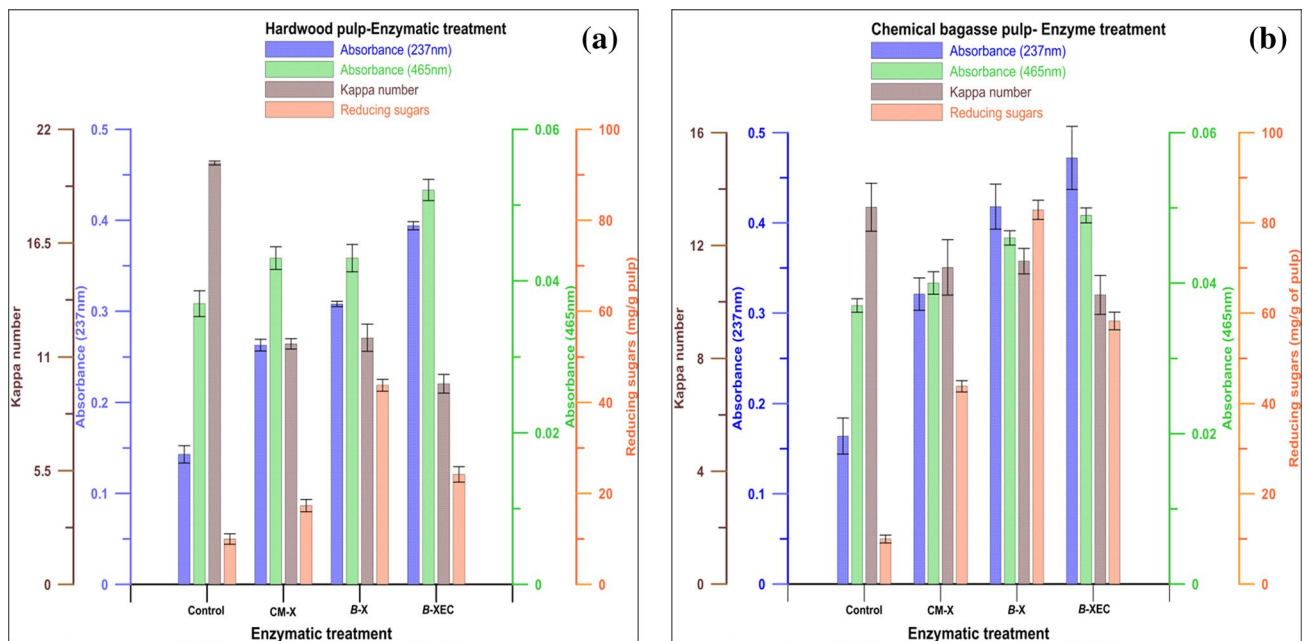 Hardwood pulp-Enzymatic treatment
(a)
Absorbance (237nm)
Absorbance (465nm)
Kappa number
Reducing sugars
Kappa number
22
16.5
11
5.5
0
Absorbance (237nm)
0.5
0.4
0.3
0.2
0.1
0
Absorbance (465nm)
0.06
0.04
0.02
0
Reducing sugars (mg/g pulp)
100
80
60
40
20
0
Control
CM-X
B-X
B-XEC
Enzymatic treatment
Chemical bagasse pulp- Enzyme treatment
(b)
Absorbance (237nm)
Absorbance (465nm)
Kappa number
Reducing sugars
Kappa number
16
12
8
4
0
Absorbance (237nm)
0.5
0.4
0.3
0.2
0.1
0
Absorbance (465nm)
0.06
0.04
0.02
0
Reducing sugars (mg/g of pulp)
100
80
60
40
20
0
Control
CM-X
B-X
B-XEC
Enzymatic treatment